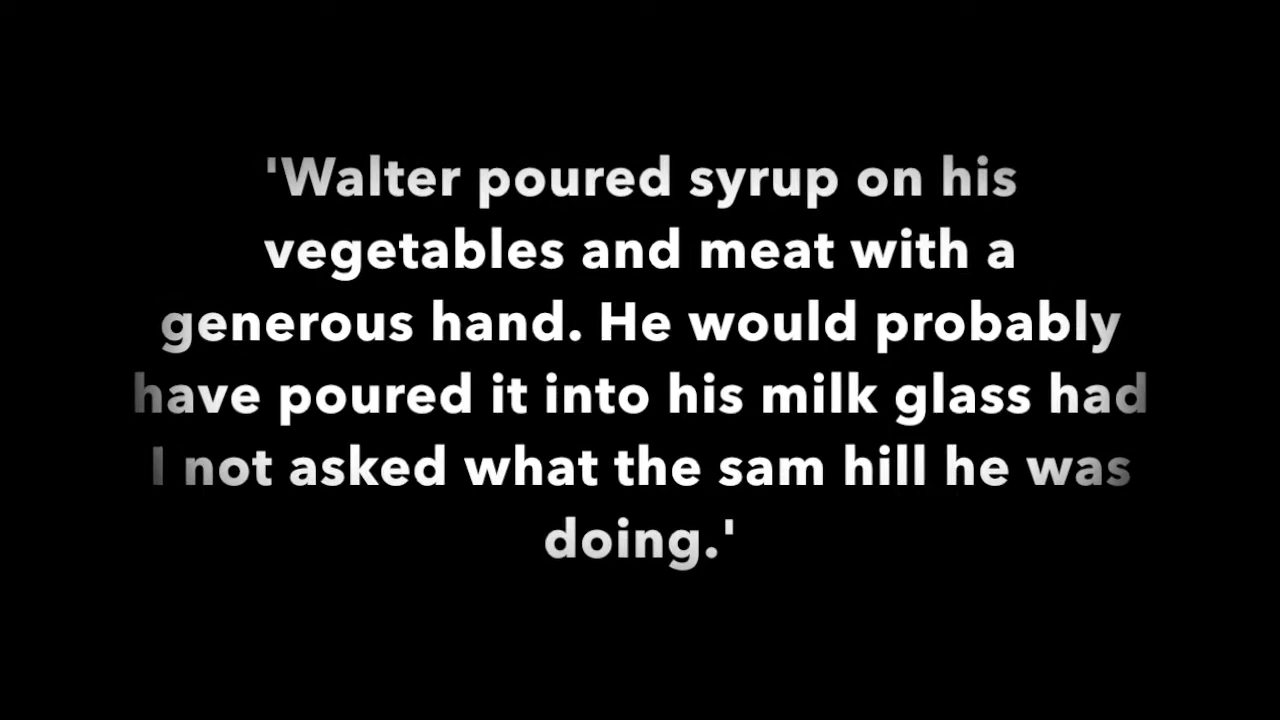 'Walter poured syrup on his
vegetables and meat with a
generous hand. He would probably
have poured it into his milk glass had
I not asked what the sam hill he was
doing.'